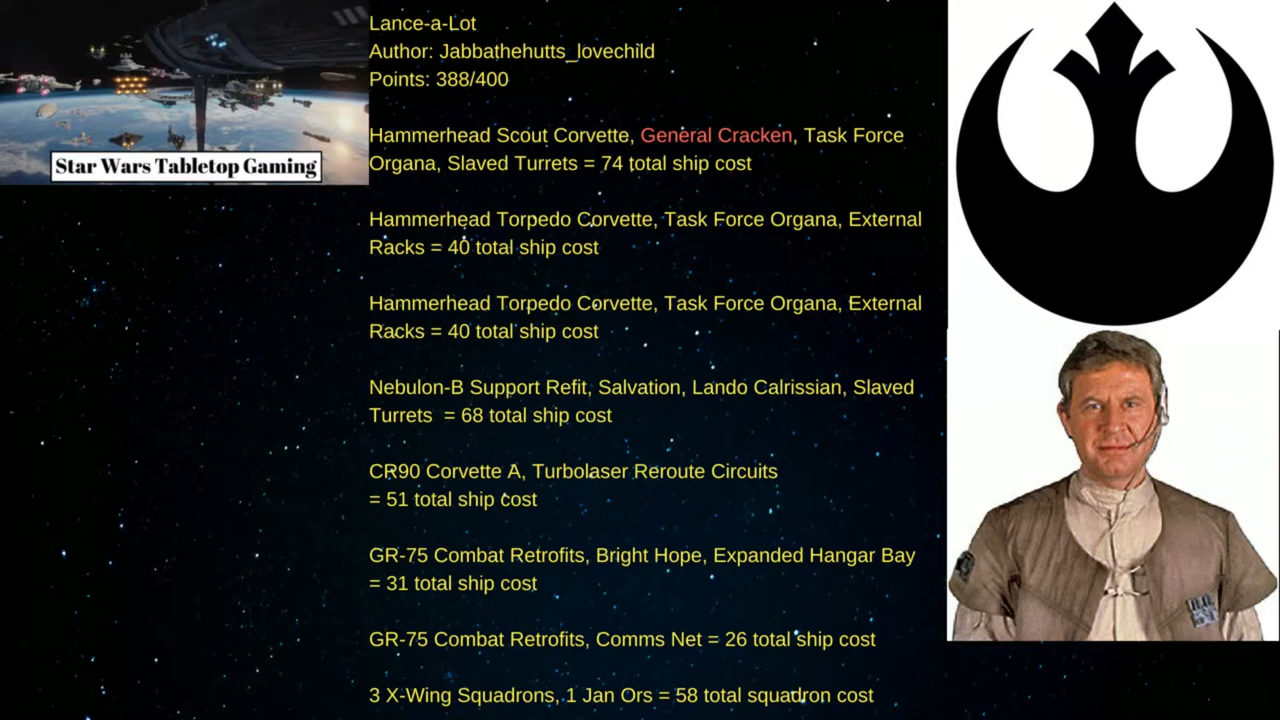 Star Wars Tabletop Gaming
Lance-a-Lot
Author: Jabbathehutts_lovechild
Points: 388/400
Hammerhead Scout Corvette, General Cracken, Task Force
Organa, Slaved Turrets = 74 total ship cost
Hammerhead Torpedo Corvette, Task Force Organa, External
Racks = 40 total ship cost
Hammerhead Torpedo Corvette, Task Force Organa, External
Racks = 40 total ship cost
Nebulon-B Support Refit, Salvation, Lando Calrissian, Slaved
Turrets = 68 total ship cost
CR90 Corvette A, Turbolaser Reroute Circuits
= 51 total ship cost
GR-75 Combat Retrofits, Bright Hope, Expanded Hangar Bay
= 31 total ship cost
GR-75 Combat Retrofits, Comms Net = 26 total ship cost
3 X-Wing Squadrons, 1 Jan Ors = 58 total squadron cost